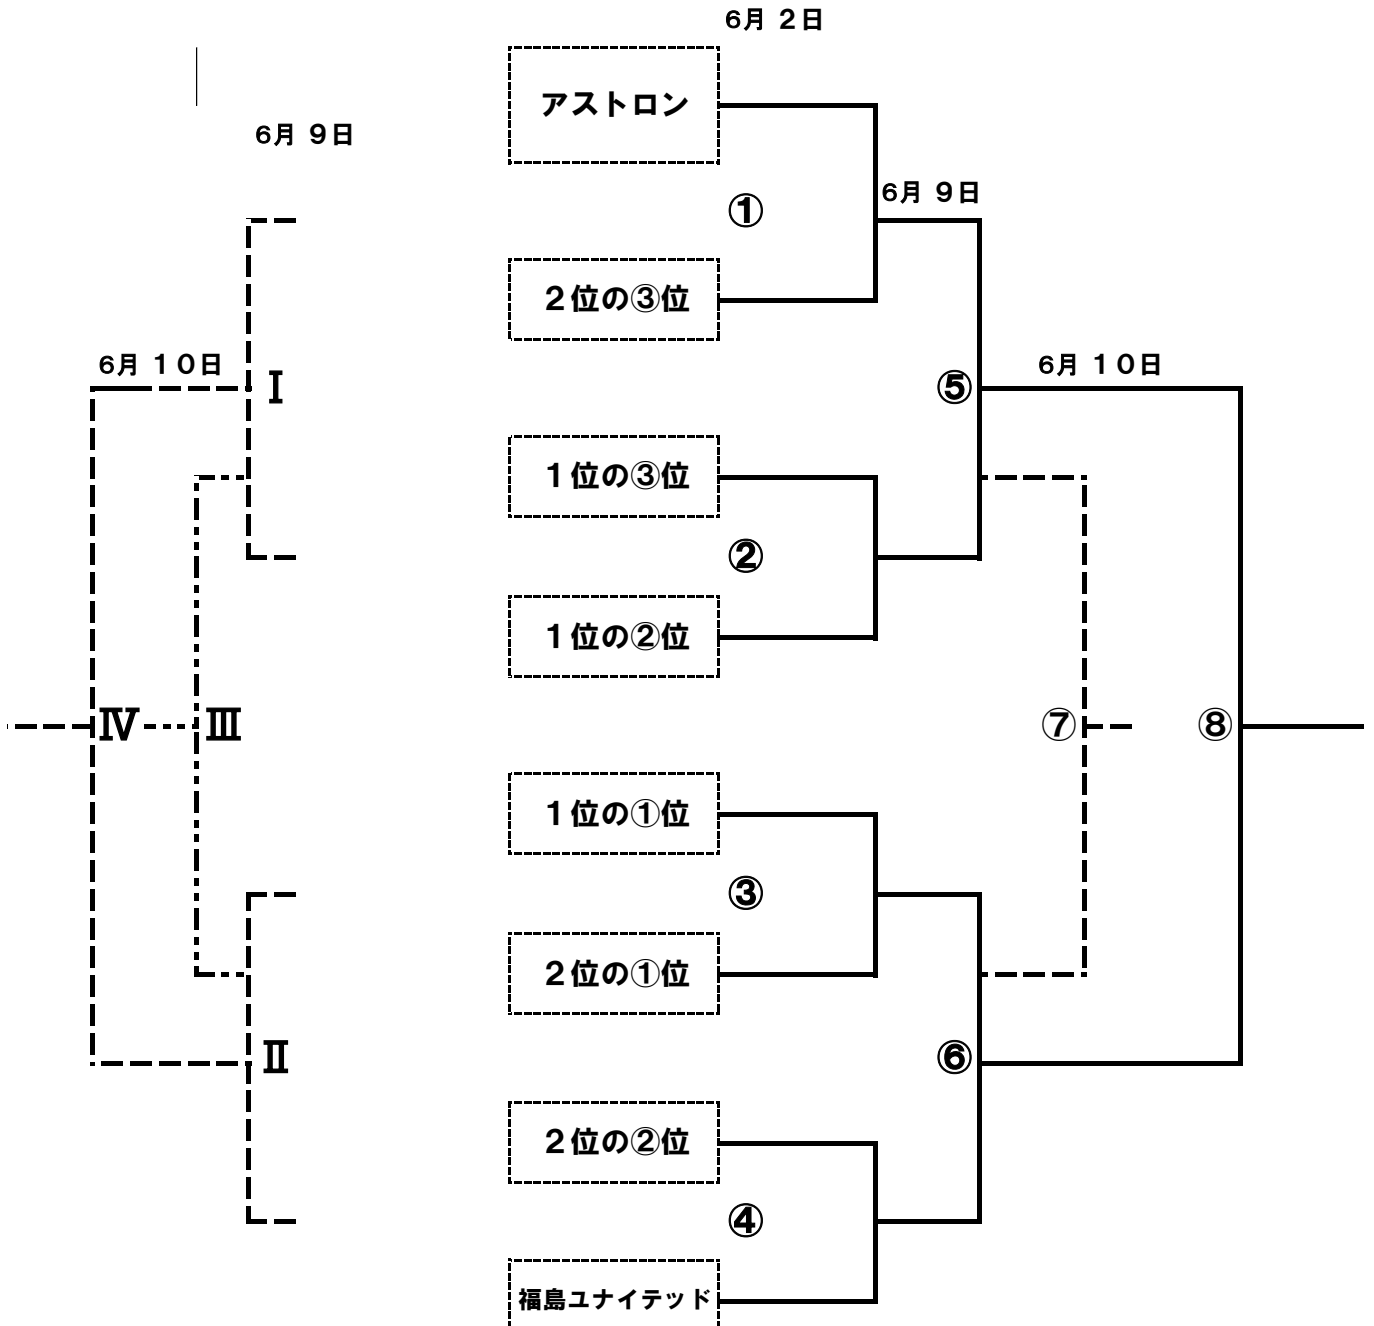 6月 2日
アストロン
6月 9日
6月 9日
①
2位の③位
6月 10日
Ⅰ
⑤
6月 10日
1位の③位
②
1位の②位
Ⅳ
Ⅲ
⑦
⑧
1位の①位
③
2位の①位
Ⅱ
⑥
2位の②位
④
福島ユナイテッド